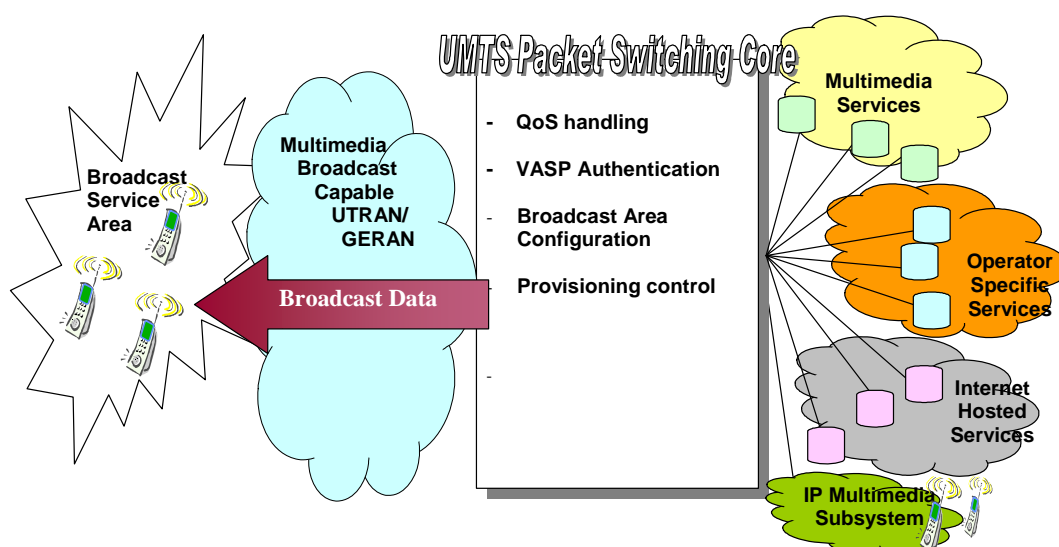 UMTS Packet Switching Core
Broadcast
Service
Area
Multimedia
Broadcast
Capable
UTRAN/
GERAN
Broadcast Data
- QoS handling
- VASP Authentication
- Broadcast Area
Configuration
- Provisioning control
-
Multimedia
Services
Operator
Specific
Services
Internet
Hosted
Services
IP Multimedia
Subsystem